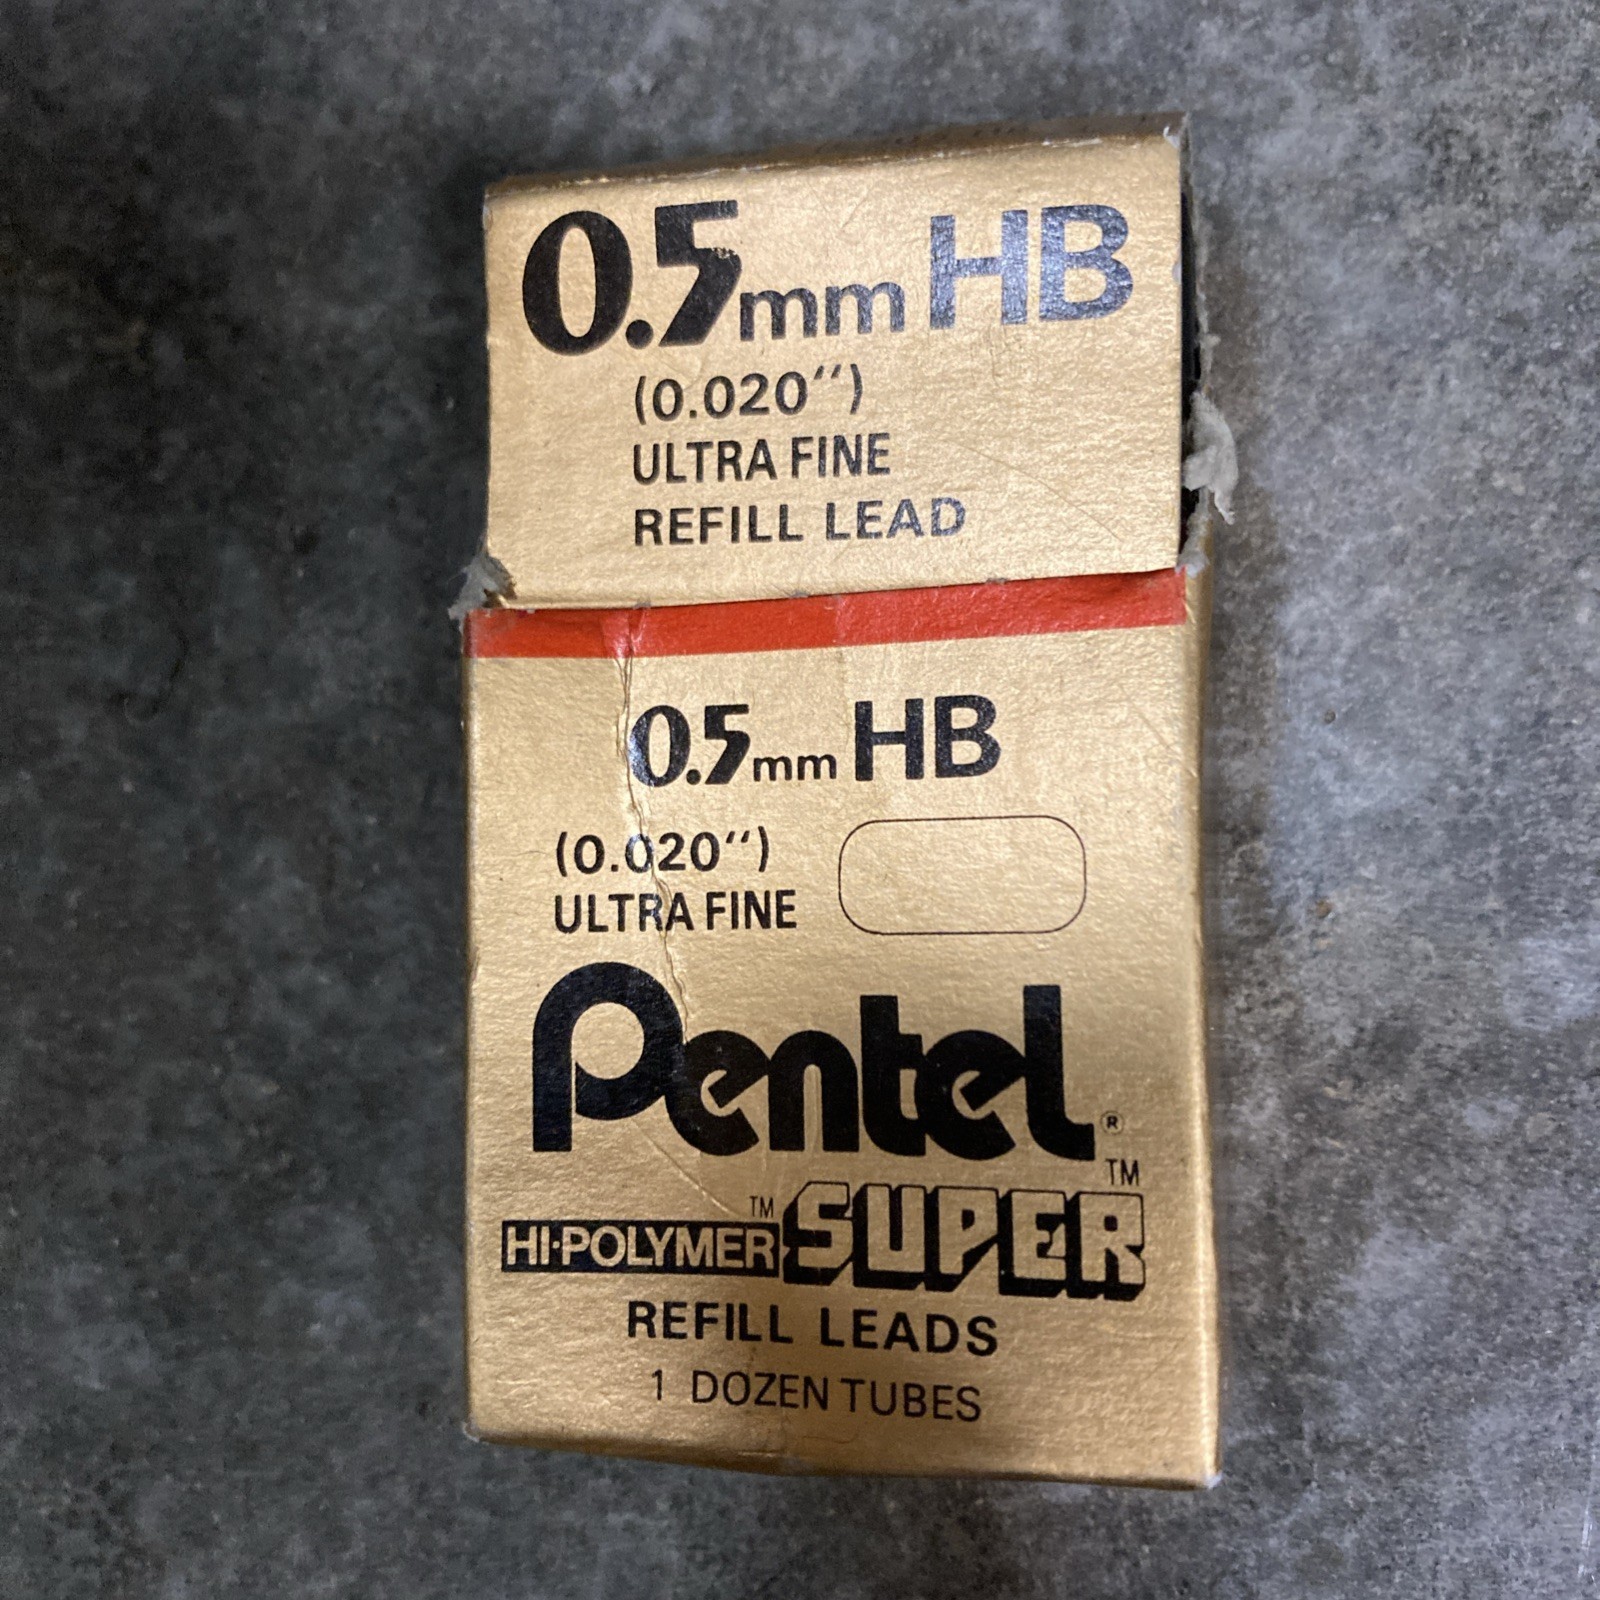 0.5mm HB
(0.020″)
ULTRA FINE
REFILL LEAD
0.5mm HB
(0.020″)
ULTRA FINE
Pentel®
HI·POLYMER™ SUPER™
REFILL LEADS
1 DOZEN TUBES